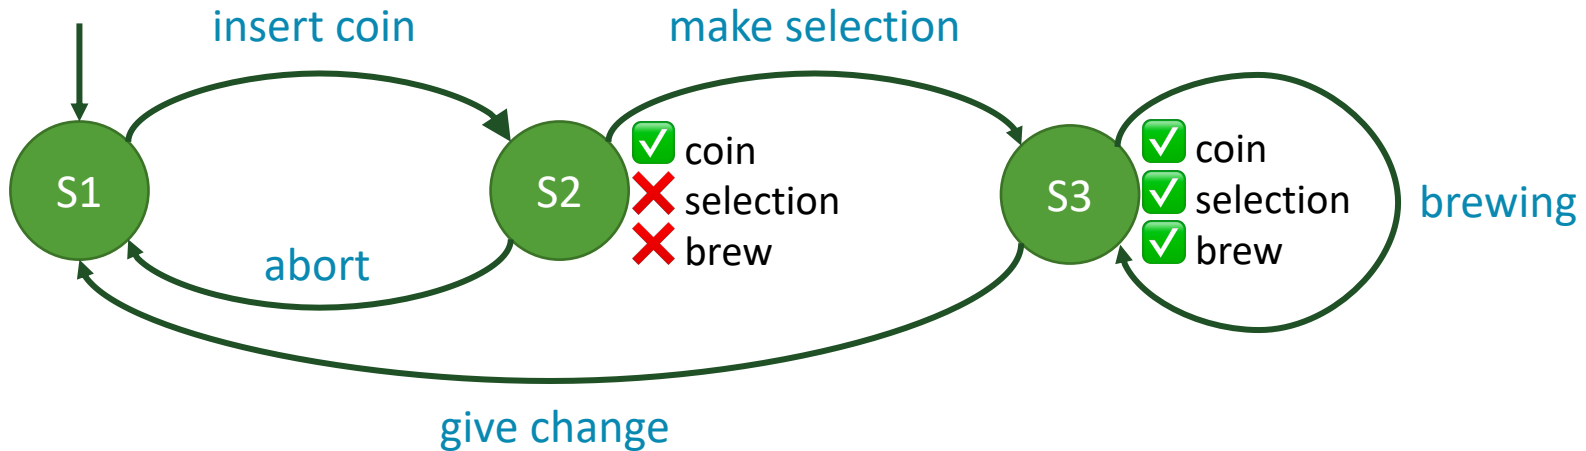 insert coin
make selection
S1
S2
✅ coin
❌ selection
❌ brew
S3
✅ coin
✅ selection
✅ brew
brewing
abort
give change